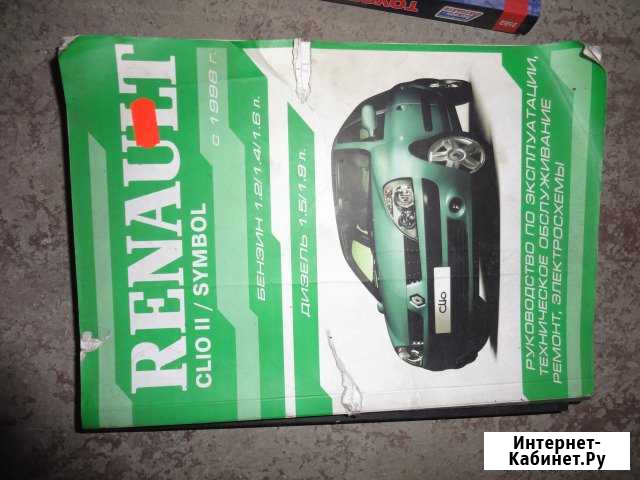 RENAULT
CLIO II / SYMBOL
с 1998 г.
БЕНЗИН 1.2/1.4/1.6 л.
ДИЗЕЛЬ 1.5/1.9 л.
Clio
РУКОВОДСТВО ПО ЭКСПЛУАТАЦИИ,
ТЕХНИЧЕСКОЕ ОБСЛУЖИВАНИЕ
РЕМОНТ, ЭЛЕКТРОСХЕМЫ
TOYO
Интернет-
Кабинет.Ру